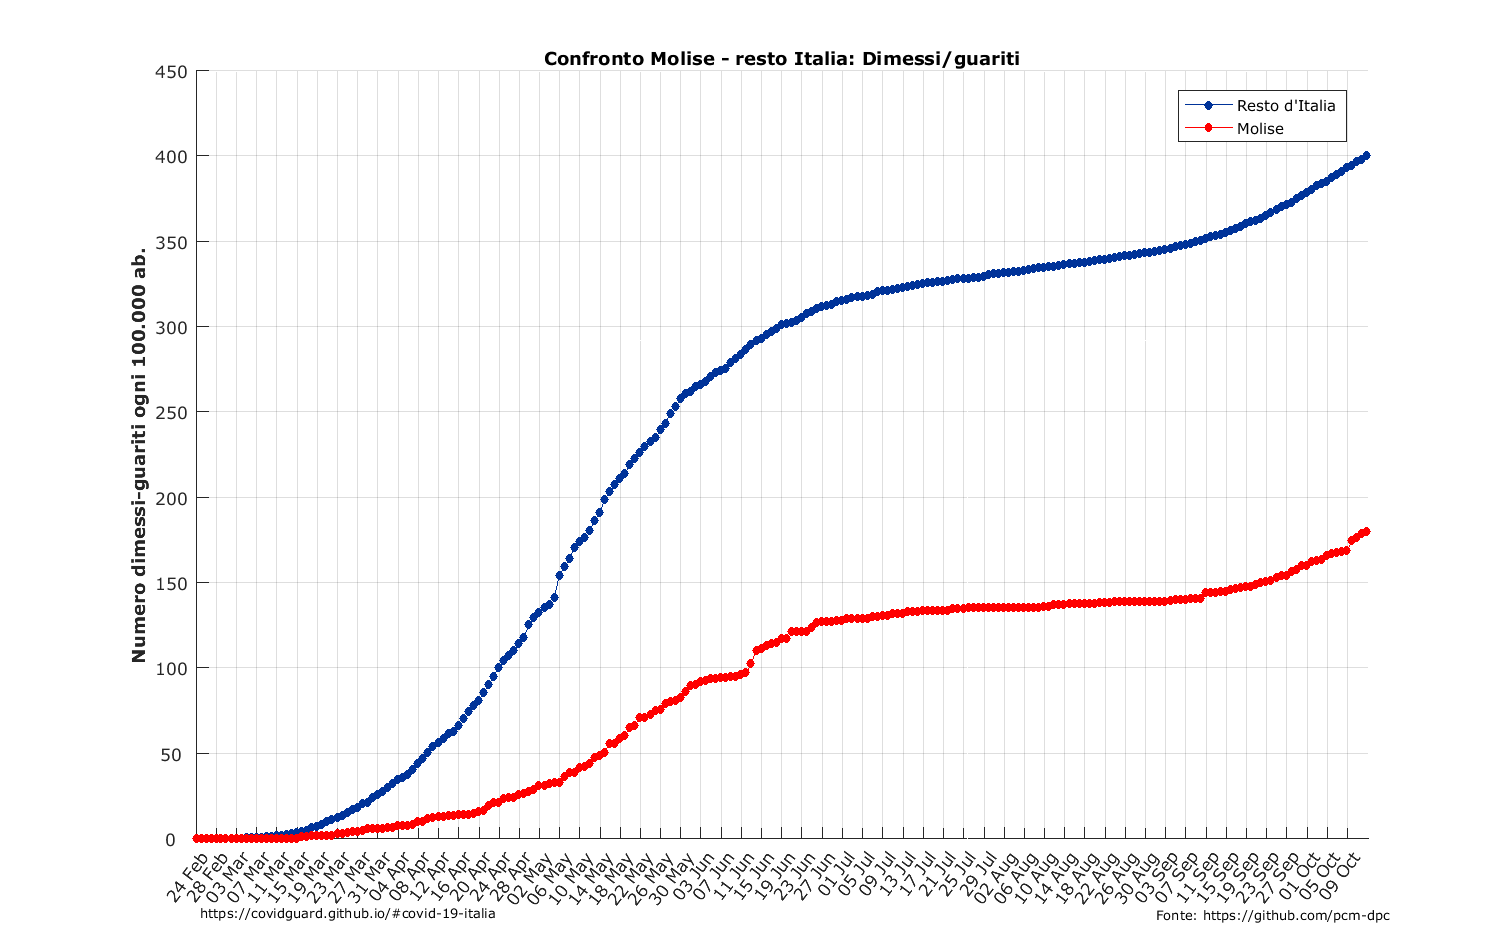 Confronto Molise - resto Italia: Dimessi/guariti
Numero dimessi-guariti ogni 100.000 ab.
450
400
350
300
250
200
150
100
50
0
Resto d'Italia
Molise
24 Feb
28 Feb
03 Mar
07 Mar
11 Mar
15 Mar
19 Mar
23 Mar
27 Mar
31 Mar
04 Apr
08 Apr
12 Apr
16 Apr
20 Apr
24 Apr
28 Apr
02 May
06 May
10 May
14 May
18 May
22 May
26 May
30 May
03 Jun
07 Jun
11 Jun
15 Jun
19 Jun
23 Jun
27 Jun
01 Jul
05 Jul
09 Jul
13 Jul
17 Jul
21 Jul
25 Jul
29 Jul
02 Aug
06 Aug
10 Aug
14 Aug
18 Aug
22 Aug
26 Aug
30 Aug
03 Sep
07 Sep
11 Sep
15 Sep
19 Sep
23 Sep
27 Sep
01 Oct
05 Oct
09 Oct
https://covidguard.github.io/#covid-19-italia
Fonte: https://github.com/pcm-dpc